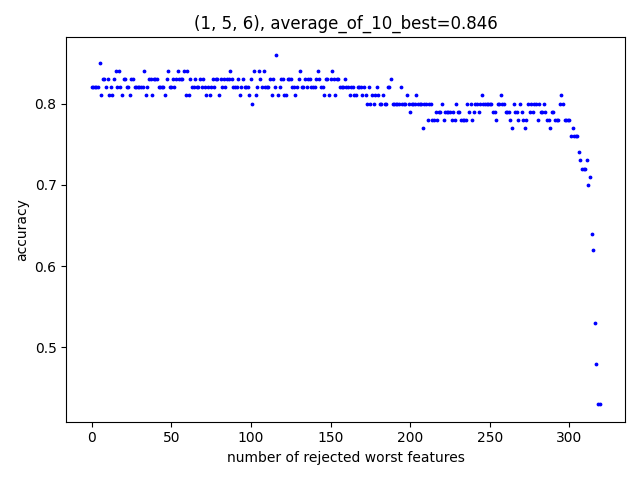 (1, 5, 6), average_of_10_best=0.846
accuracy
0.8
0.7
0.6
0.5
0 50 100 150 200 250 300
number of rejected worst features